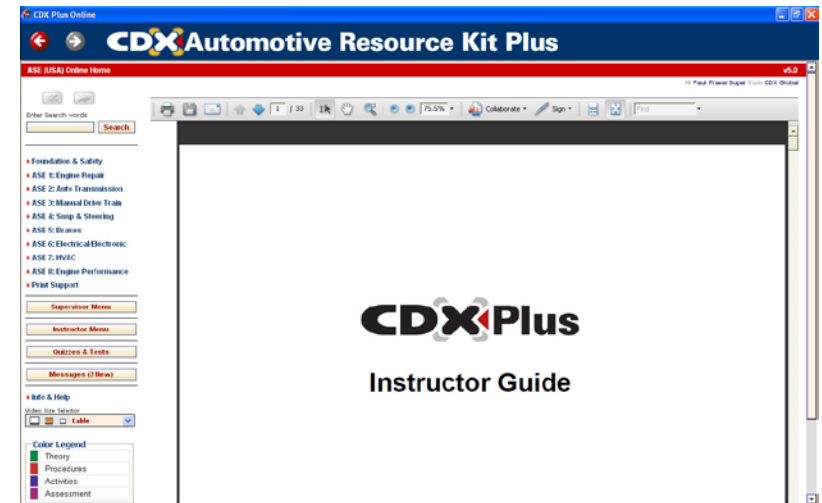 CDX Plus Online
CDX Automotive Resource Kit Plus
ASE (USA) Online Home
v5.0
Hi Paul Fraser Super from CDX Global
1 / 33
75.5%
Collaborate
Sign
Find
Enter Search words
Search
Foundation & Safety
ASE 1: Engine Repair
ASE 2: Auto Transmission
ASE 3: Manual Drive Train
ASE 4: Susp & Steering
ASE 5: Brakes
ASE 6: Electrical Electronic
ASE 7: HVAC
ASE 8: Engine Performance
Print Support
Supervisor Menu
Instructor Menu
Quizzes & Tests
Messages (2 New)
Info & Help
Video Size Selector
Cable
Color Legend
Theory
Procedures
Activities
Assessment
CDX Plus
Instructor Guide